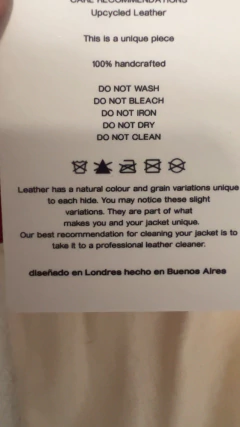 CARE RECOMMENDATIONS
Upcycled Leather
This is a unique piece
100% handcrafted
DO NOT WASH
DO NOT BLEACH
DO NOT IRON
DO NOT DRY
DO NOT CLEAN
Leather has a natural colour and grain variations unique
to each hide. You may notice these slight
variations. They are part of what
makes you and your jacket unique.
Our best recommendation for cleaning your jacket is to
take it to a professional leather cleaner.
diseñedo en Londres hecho en Buenos Aires